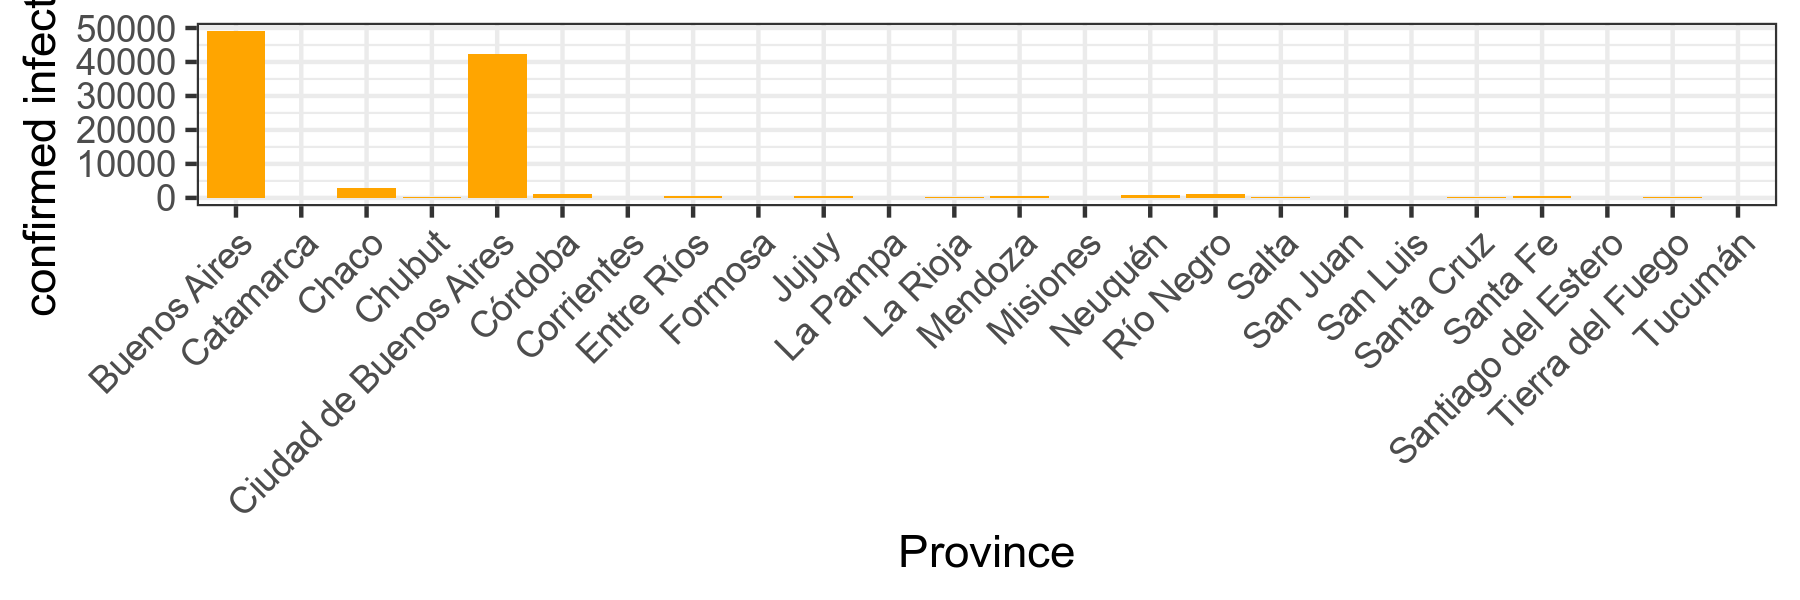 confirmed infect
50000
40000
30000
20000
10000
0
Buenos Aires
Catamarca
Chaco
Chubut
Ciudad de Buenos Aires
Córdoba
Corrientes
Entre Ríos
Formosa
Jujuy
La Pampa
La Rioja
Mendoza
Misiones
Neuquén
Río Negro
Salta
San Juan
San Luis
Santa Cruz
Santa Fe
Santiago del Estero
Tierra del Fuego
Tucumán
Province